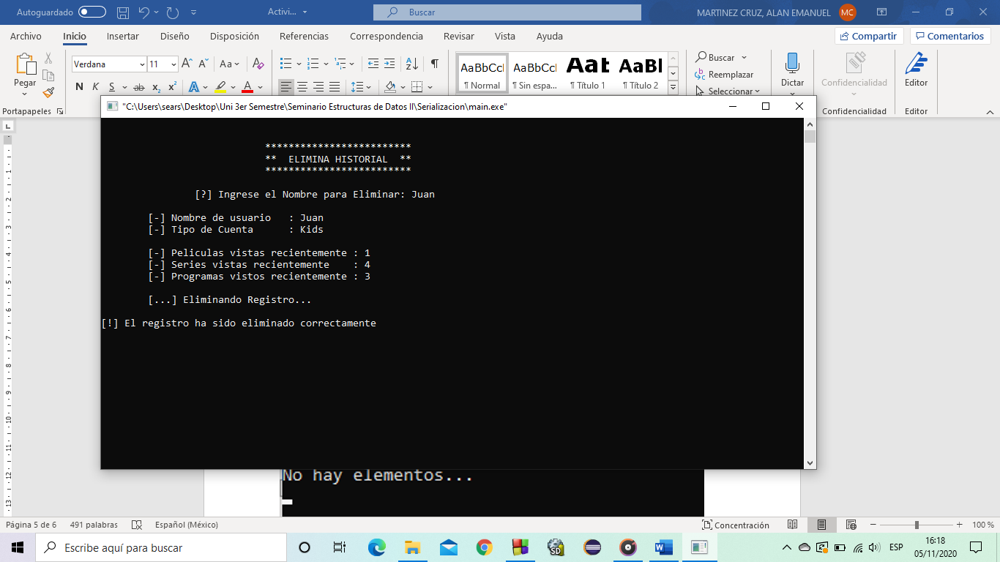 Autoguardado
Activi...
Buscar
MARTINEZ CRUZ, ALAN EMANUEL
MC
Archivo Inicio Insertar Diseño Disposición Referencias Correspondencia Revisar Vista Ayuda
Compartir
Comentarios
Pegar
Portapapeles
Verdana 11
N K S ab x₂ x²
A A Aa A
AaBbCcI AaBbCcI AaB AaBl
¶ Normal ¶ Sin espa... ¶ Título 1 ¶ Título 2
Buscar
Reemplazar
Seleccionar
Dictar
Confidencialidad
Editor
Confidencialidad
Editor
"C:\Users\sears\Desktop\Uni 3er Semestre\Seminario Estructuras de Datos II\Serializacion\main.exe"
*************************
** ELIMINA HISTORIAL **
*************************
[?] Ingrese el Nombre para Eliminar: Juan
[-] Nombre de usuario : Juan
[-] Tipo de Cuenta : Kids
[-] Peliculas vistas recientemente : 1
[-] Series vistas recientemente : 4
[-] Programas vistos recientemente : 3
[...] Eliminando Registro...
[!] El registro ha sido eliminado correctamente
No hay elementos...
Página 5 de 6 491 palabras Español (México)
Concentración
100 %
Escribe aquí para buscar
SD
ESP
16:18
05/11/2020